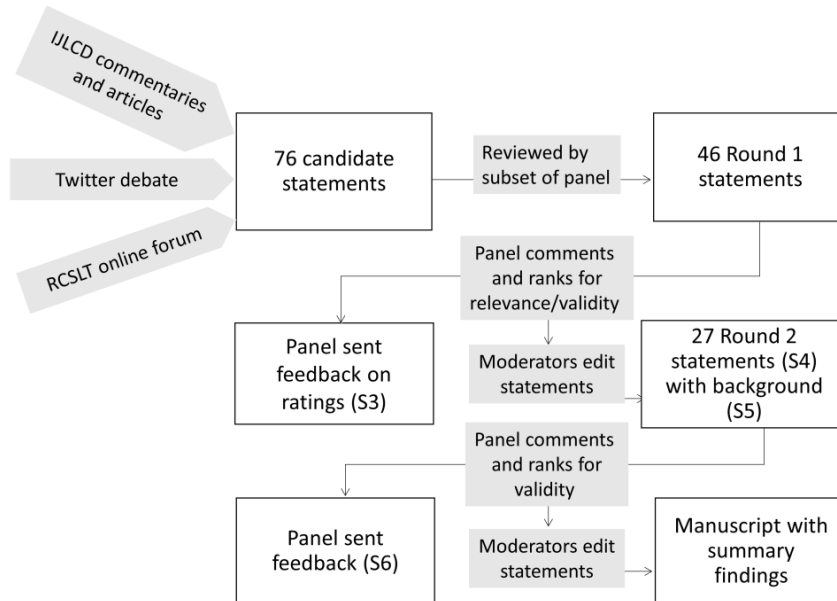 IJLCD commentaries
and articles
Twitter debate
RCSLT online forum
76 candidate
statements
Reviewed by
subset of panel
46 Round 1
statements
Panel comments
and ranks for
relevance/validity
Panel sent
feedback on
ratings (S3)
Moderators edit
statements
27 Round 2
statements (S4)
with background
(S5)
Panel comments
and ranks for
validity
Panel sent
feedback (S6)
Moderators edit
statements
Manuscript with
summary
findings